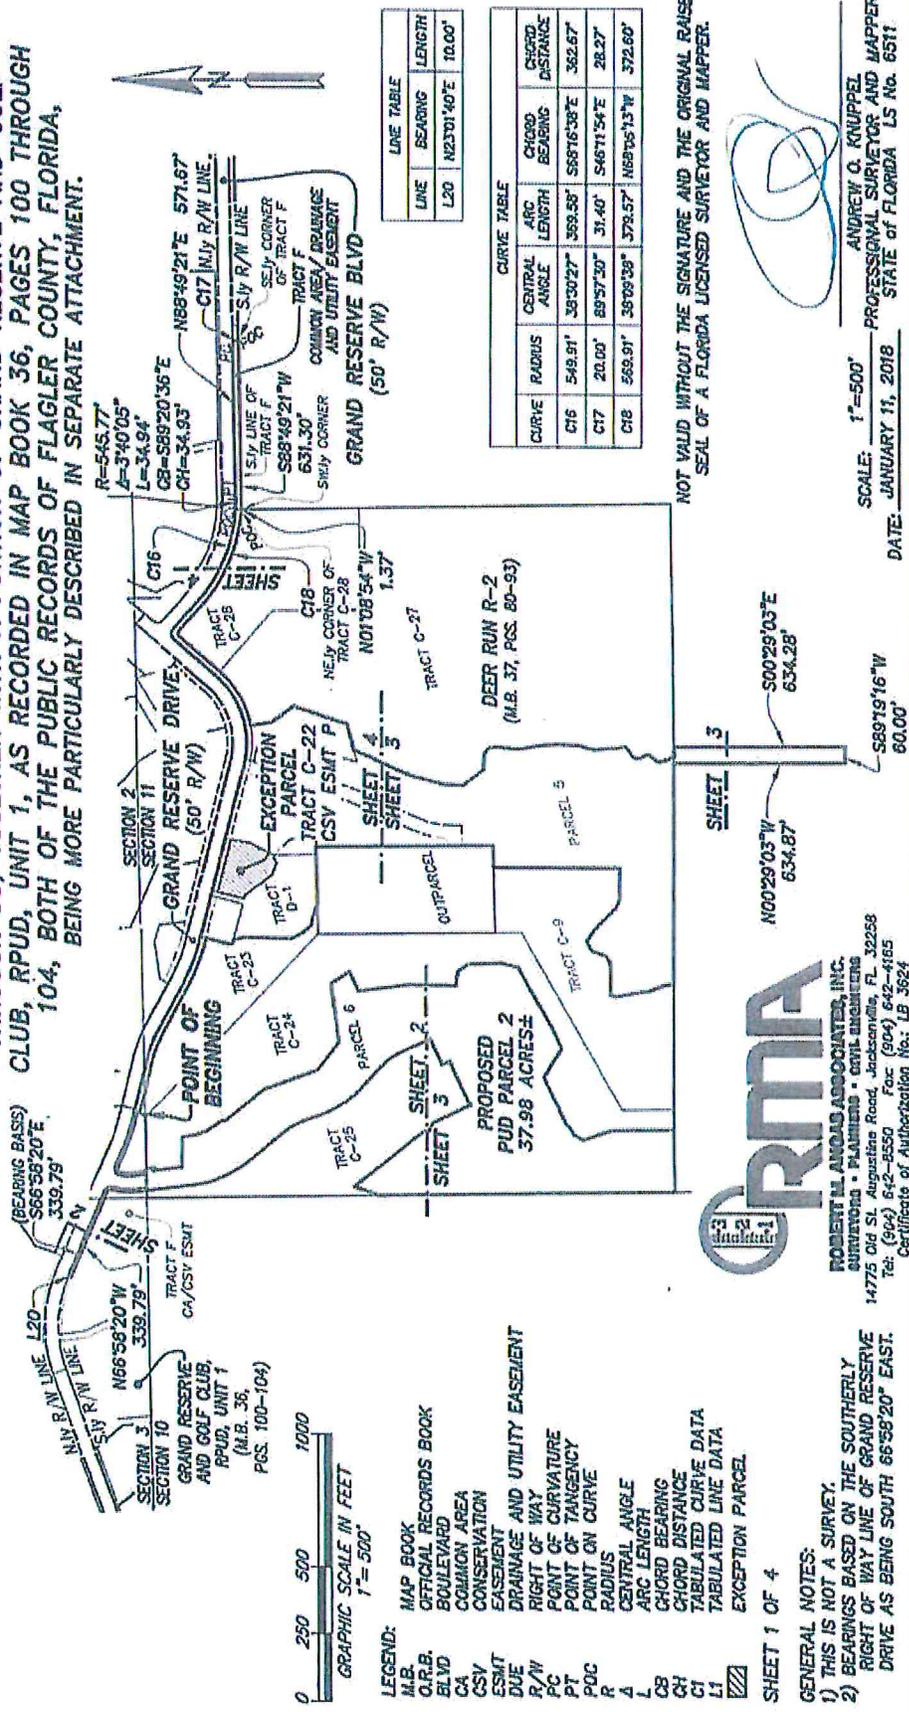 CLUB, RPUD, UNIT 1, AS RECORDED IN MAP BOOK 36, PAGES 100 THROUGH
104, BOTH OF THE PUBLIC RECORDS OF FLAGLER COUNTY, FLORIDA,
BEING MORE PARTICULARLY DESCRIBED IN SEPARATE ATTACHMENT.
(BEARING BASIS)
S66°58'20"E
339.79'
L20
N.ly R/W LINE
S.ly R/W LINE
N66°58'20"W
339.79'
SECTION 3
SECTION 10
GRAND RESERVE
AND GOLF CLUB,
RPUD, UNIT 1
(M.B. 36,
PGS. 100-104)
SHEET
2
TRACT F
CA/CSV ESMT
POINT OF
BEGINNING
SECTION 2
SECTION 11
GRAND RESERVE DRIVE
(50' R/W)
EXCEPTION
PARCEL
TRACT C-22
CSV ESMT P
SHEET 4
SHEET 3
TRACT
D-1
TRACT
C-23
TRACT
C-24
PARCEL 6
TRACT
C-25
SHEET 2
SHEET 3
PROPOSED
PUD PARCEL 2
37.98 ACRES±
OUTPARCEL
TRACT C-9
PARCEL 5
TRACT
C-26
C16
SHEET
4
C18
NE.ly CORNER OF
TRACT C-28
N01°08'54"W
1.37'
TRACT C-27
DEER RUN R-2
(M.B. 37, PGS. 80-93)
R=545.77'
Δ=3°40'05"
L=34.94'
CB=S89°20'36"E
CH=34.93'
N88°49'21"E 571.67'
C17
N.ly R/W LINE
S.ly R/W LINE
SE.ly CORNER
OF TRACT F
TRACT F
COMMON AREA/DRAINAGE
AND UTILITY EASEMENT
S.ly LINE OF
TRACT F
S88°49'21"W
631.30'
SW.ly CORNER
POC
GRAND RESERVE BLVD
(50' R/W)
SHEET 3
N00°29'03"W
634.87'
S00°29'03"E
634.28'
S89°19'16"W
60.00'
LINE TABLE
LINE BEARING LENGTH
L20 N23°01'40"E 10.00'
CURVE TABLE
CURVE RADIUS CENTRAL ANGLE ARC LENGTH CHORD BEARING CHORD DISTANCE
C16 549.91' 38°30'27" 369.58' S68°16'38"E 362.67'
C17 20.00' 89°57'30" 31.40' S46°11'54"E 28.27'
C18 569.91' 38°09'39" 379.57' N68°05'13"W 372.60'
NOT VALID WITHOUT THE SIGNATURE AND THE ORIGINAL RAISE
SEAL OF A FLORIDA LICENSED SURVEYOR AND MAPPER.
SCALE: 1"=500'
DATE: JANUARY 11, 2018
ANDREW O. KNUPPEL
PROFESSIONAL SURVEYOR AND MAPPER
STATE of FLORIDA LS No. 6511
0 250 500 1000
GRAPHIC SCALE IN FEET
1"= 500'
LEGEND:
M.B. MAP BOOK
O.R.B. OFFICIAL RECORDS BOOK
BLVD BOULEVARD
CA COMMON AREA
CSV CONSERVATION
ESMT EASEMENT
DUE DRAINAGE AND UTILITY EASEMENT
R/W RIGHT OF WAY
PC POINT OF CURVATURE
PT POINT OF TANGENCY
POC POINT ON CURVE
R RADIUS
Δ CENTRAL ANGLE
L ARC LENGTH
CB CHORD BEARING
CH CHORD DISTANCE
C1 TABULATED CURVE DATA
L1 TABULATED LINE DATA
EXCEPTION PARCEL
SHEET 1 OF 4
GENERAL NOTES:
1) THIS IS NOT A SURVEY.
2) BEARINGS BASED ON THE SOUTHERLY
RIGHT OF WAY LINE OF GRAND RESERVE
DRIVE AS BEING SOUTH 66°58'20" EAST.
RMA
ROBERT M. ANGAS ASSOCIATES, INC.
SURVEYORS • PLANNERS • CIVIL ENGINEERS
14775 Old St. Augustine Road, Jacksonville, FL 32258
Tel: (904) 642-8550 Fax: (904) 642-4165
Certificate of Authorization No.: LB 3624